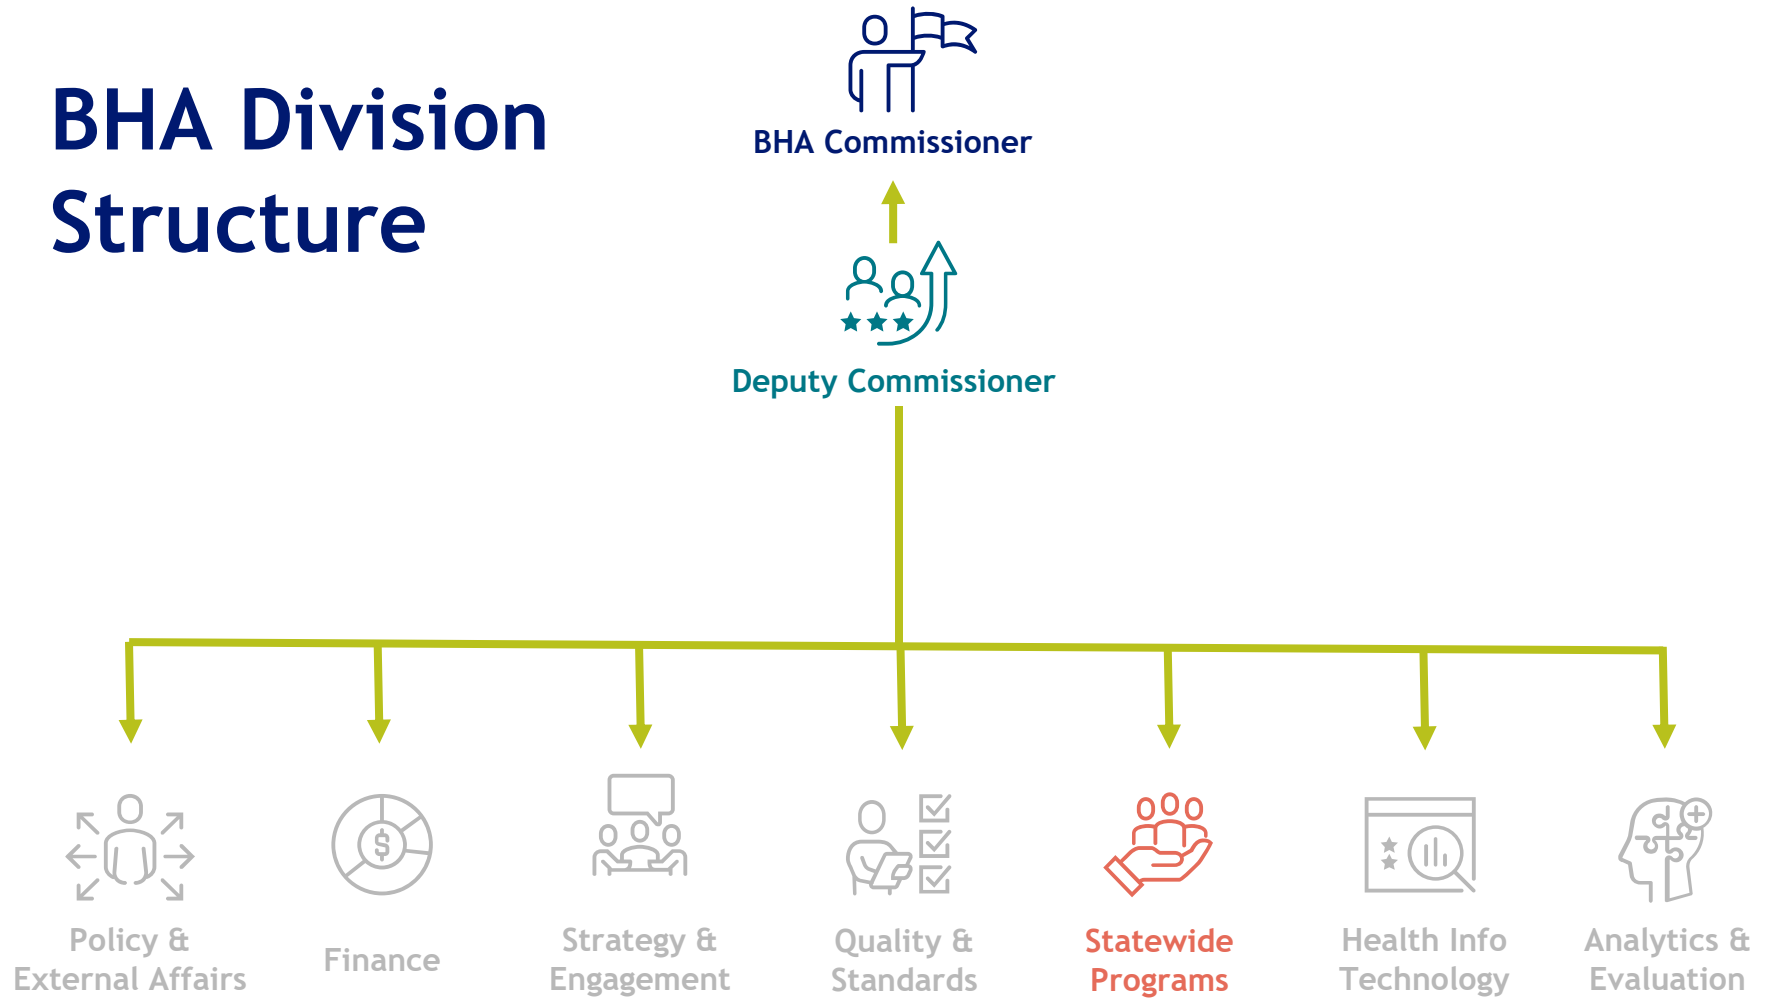 BHA Division
Structure
BHA Commissioner
Deputy Commissioner
Policy &
External Affairs
Finance
Strategy &
Engagement
Quality &
Standards
Statewide
Programs
Health Info
Technology
Analytics &
Evaluation